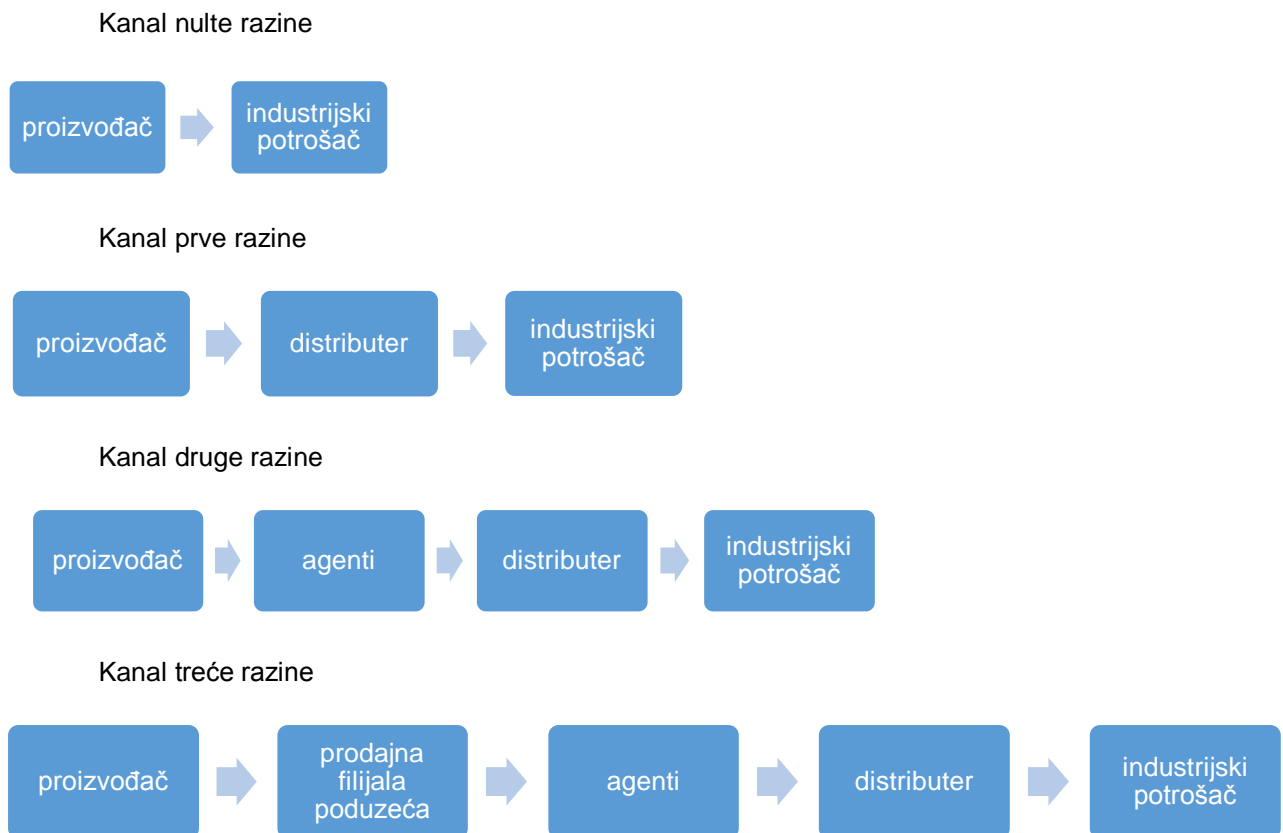 Kanal nulte razine
proizvođač
industrijski
potrošač
Kanal prve razine
proizvođač
distributer
industrijski
potrošač
Kanal druge razine
proizvođač
agenti
distributer
industrijski
potrošač
Kanal treće razine
proizvođač
prodajna
filijala
poduzeća
agenti
distributer
industrijski
potrošač